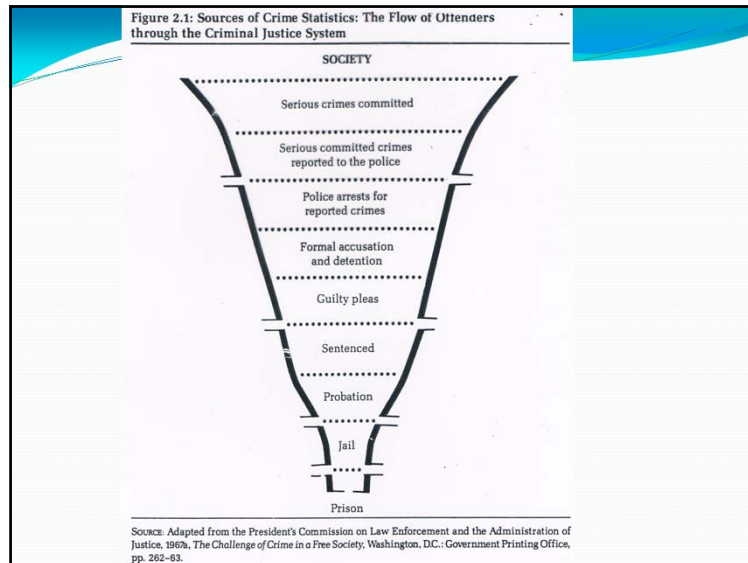 Figure 2.1: Sources of Crime Statistics: The Flow of Offenders
through the Criminal Justice System
SOCIETY
Serious crimes committed
Serious committed crimes
reported to the police
Police arrests for
reported crimes
Formal accusation
and detention
Guilty pleas
Sentenced
Probation
Jail
Prison
SOURCE: Adapted from the President's Commission on Law Enforcement and the Administration of
Justice, 1967a, The Challenge of Crime in a Free Society, Washington, D.C.: Government Printing Office,
pp. 262–63.